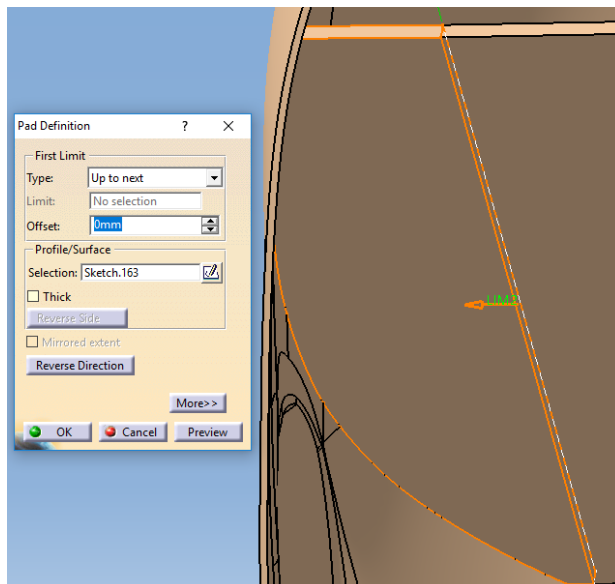 Pad Definition ? X
First Limit
Type: Up to next
Limit: No selection
Offset: 0mm
Profile/Surface
Selection: Sketch.163
Thick
Reverse Side
Mirrored extent
Reverse Direction
More>>
OK Cancel Preview